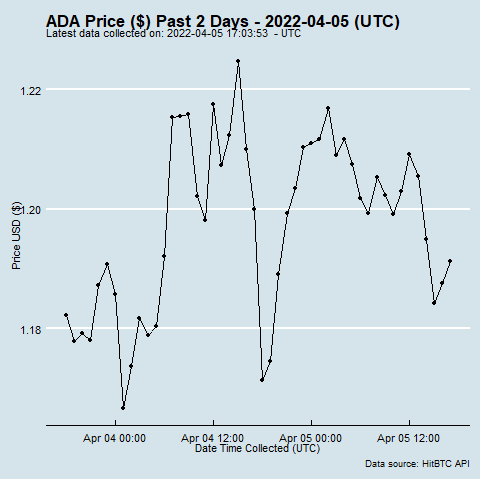 ADA Price ($) Past 2 Days - 2022-04-05 (UTC)
Latest data collected on: 2022-04-05 17:03:53 - UTC
1.22
1.20
1.18
Price USD ($)
Apr 04 00:00 Apr 04 12:00 Apr 05 00:00 Apr 05 12:00
Date Time Collected (UTC)
Data source: HitBTC API